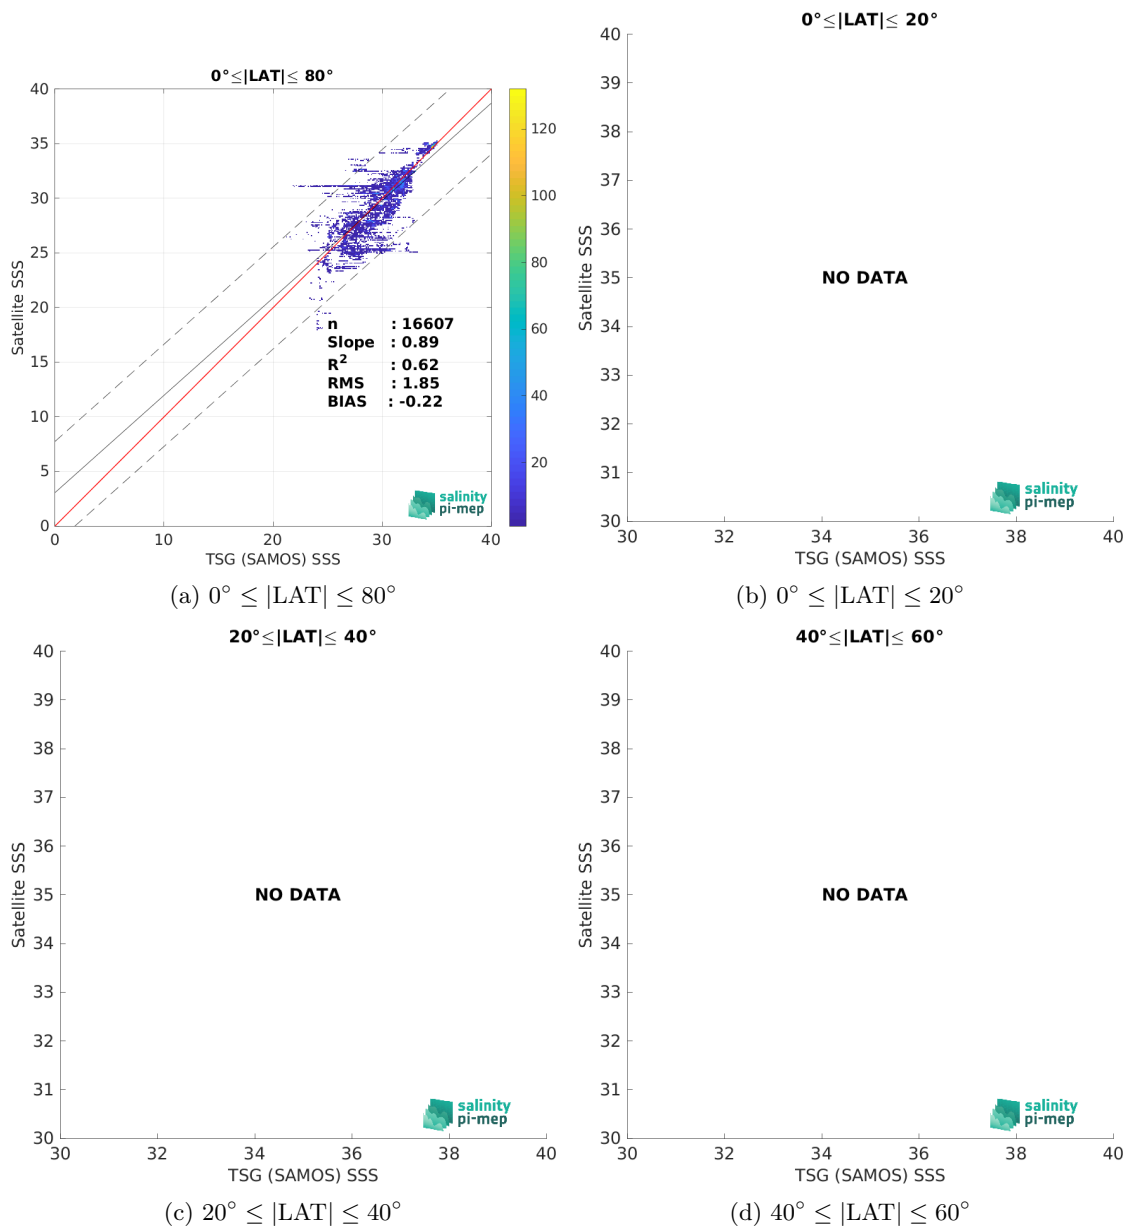 0°≤|LAT|≤ 80°
40
35
30
25
20
15
10
5
0
0
10
20
30
40
Satellite SSS
TSG (SAMOS) SSS
120
100
80
60
40
20
n : 16607
Slope : 0.89
R² : 0.62
RMS : 1.85
BIAS : -0.22
salinity
pi-mep
(a) 0° ≤ |LAT| ≤ 80°
0°≤|LAT|≤ 20°
40
39
38
37
36
35
34
33
32
31
30
30
32
34
36
38
40
Satellite SSS
TSG (SAMOS) SSS
NO DATA
salinity
pi-mep
(b) 0° ≤ |LAT| ≤ 20°
20°≤|LAT|≤ 40°
40
39
38
37
36
35
34
33
32
31
30
30
32
34
36
38
40
Satellite SSS
TSG (SAMOS) SSS
NO DATA
salinity
pi-mep
(c) 20° ≤ |LAT| ≤ 40°
40°≤|LAT|≤ 60°
40
39
38
37
36
35
34
33
32
31
30
30
32
34
36
38
40
Satellite SSS
TSG (SAMOS) SSS
NO DATA
salinity
pi-mep
(d) 40° ≤ |LAT| ≤ 60°